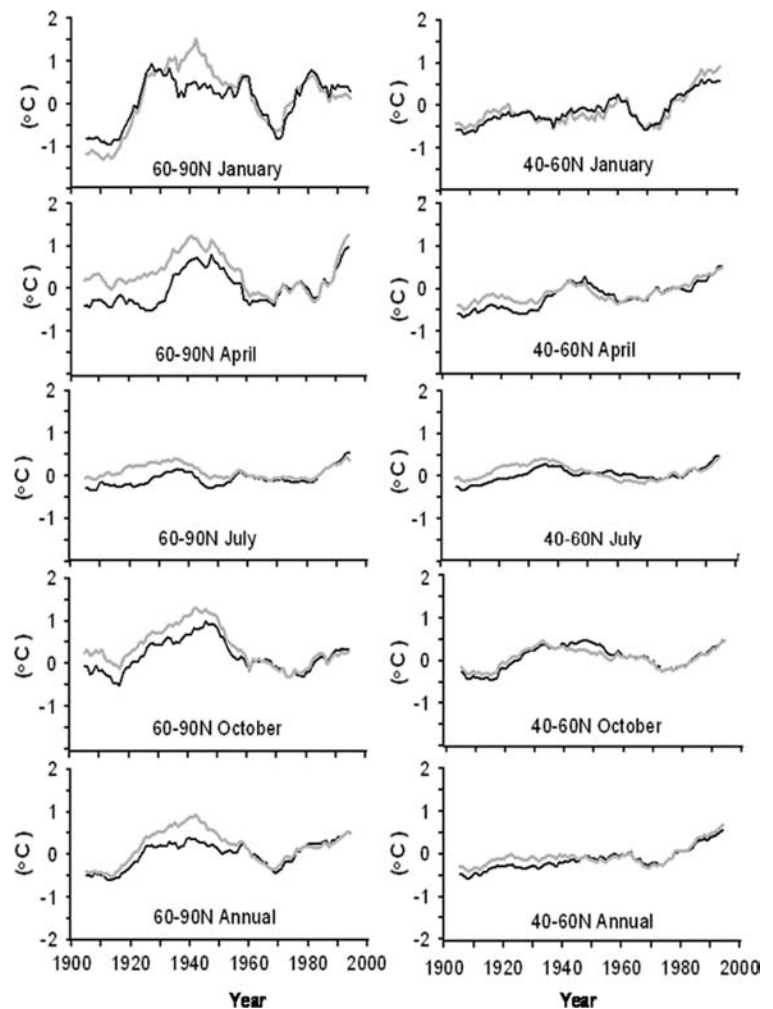 2
1
0
-1
(°C)
60-90N January
2
1
0
-1
(°C)
40-60N January
2
1
0
-1
(°C)
60-90N April
2
1
0
-1
(°C)
40-60N April
2
1
0
-1
(°C)
60-90N July
2
1
0
-1
(°C)
40-60N July
2
1
0
-1
(°C)
60-90N October
2
1
0
-1
(°C)
40-60N October
2
1
0
-1
-2
(°C)
60-90N Annual
1900 1920 1940 1960 1980 2000
Year
2
1
0
-1
-2
(°C)
40-60N Annual
1900 1920 1940 1960 1980 2000
Year